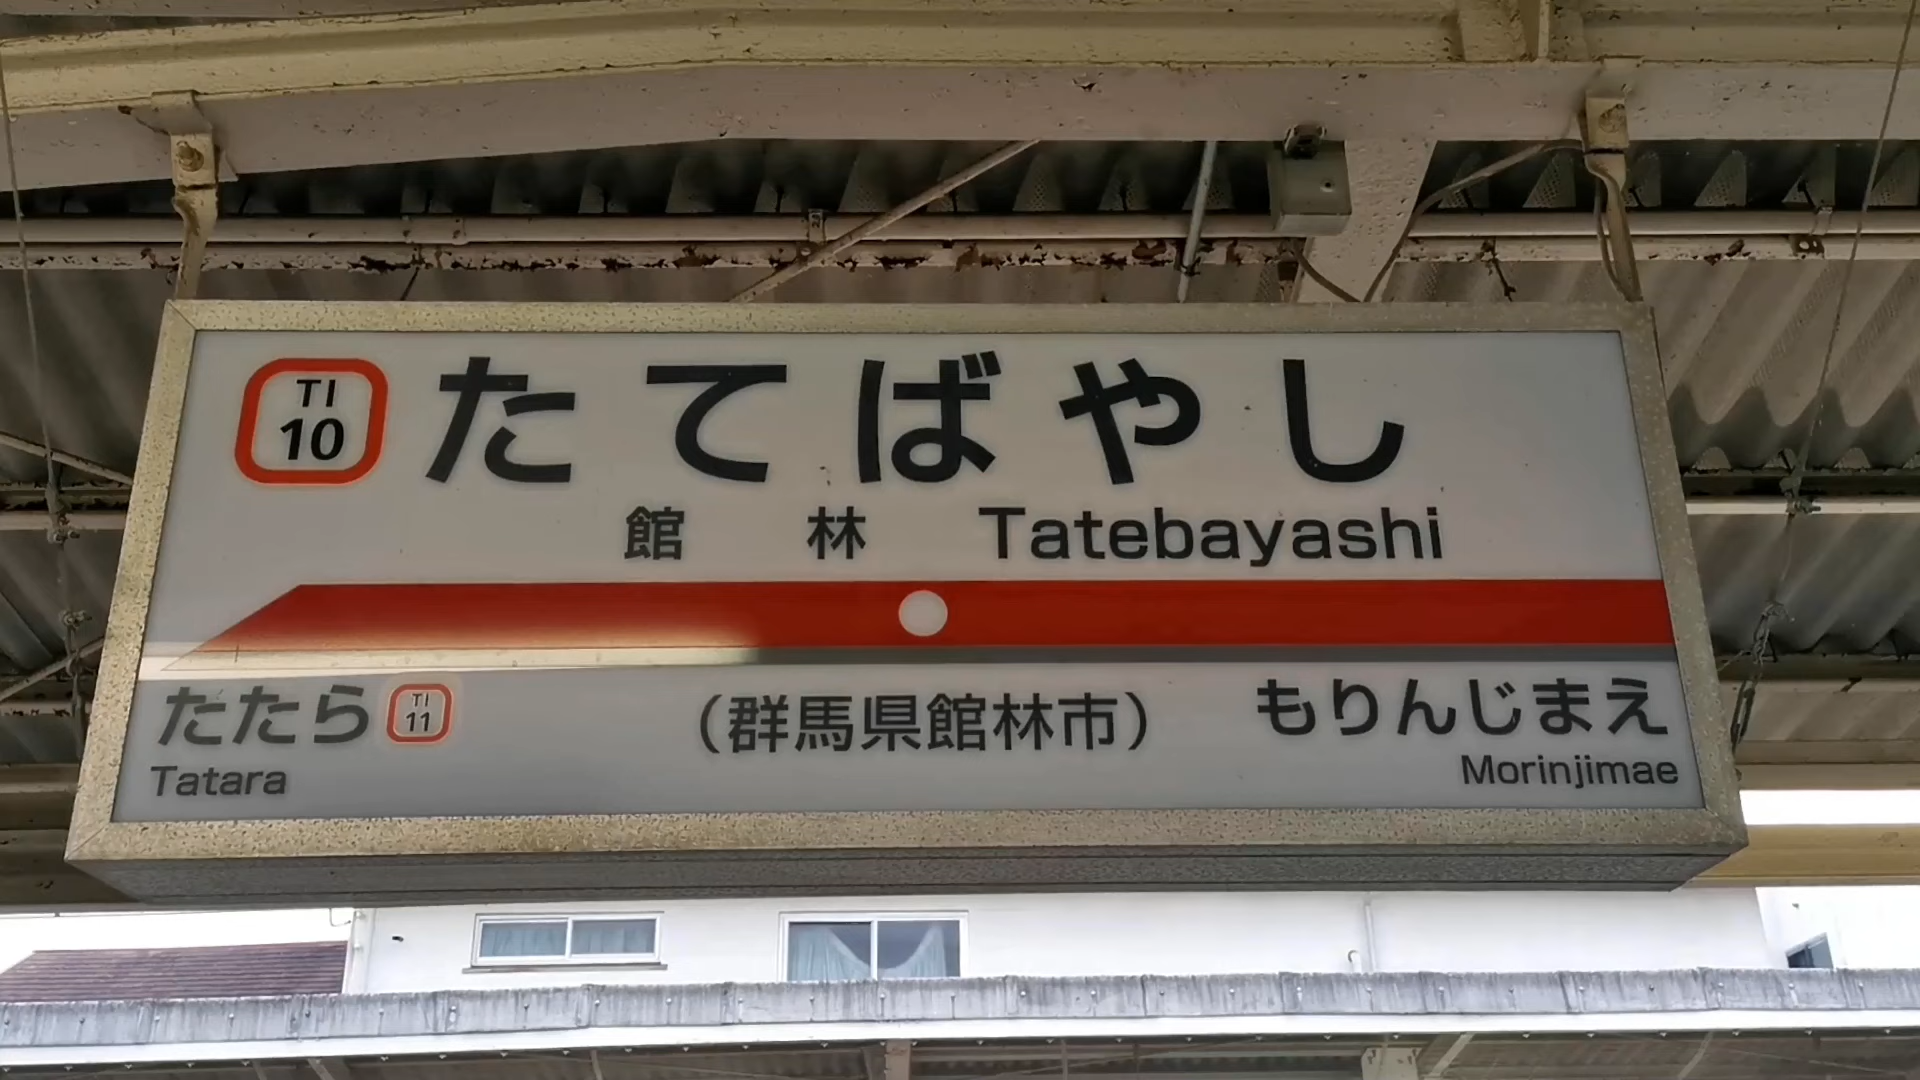 TI
10
たてばやし
館林 Tatebayashi
たたら TI 11
Tatara
(群馬県館林市)
もりんじまえ
Morinjimae